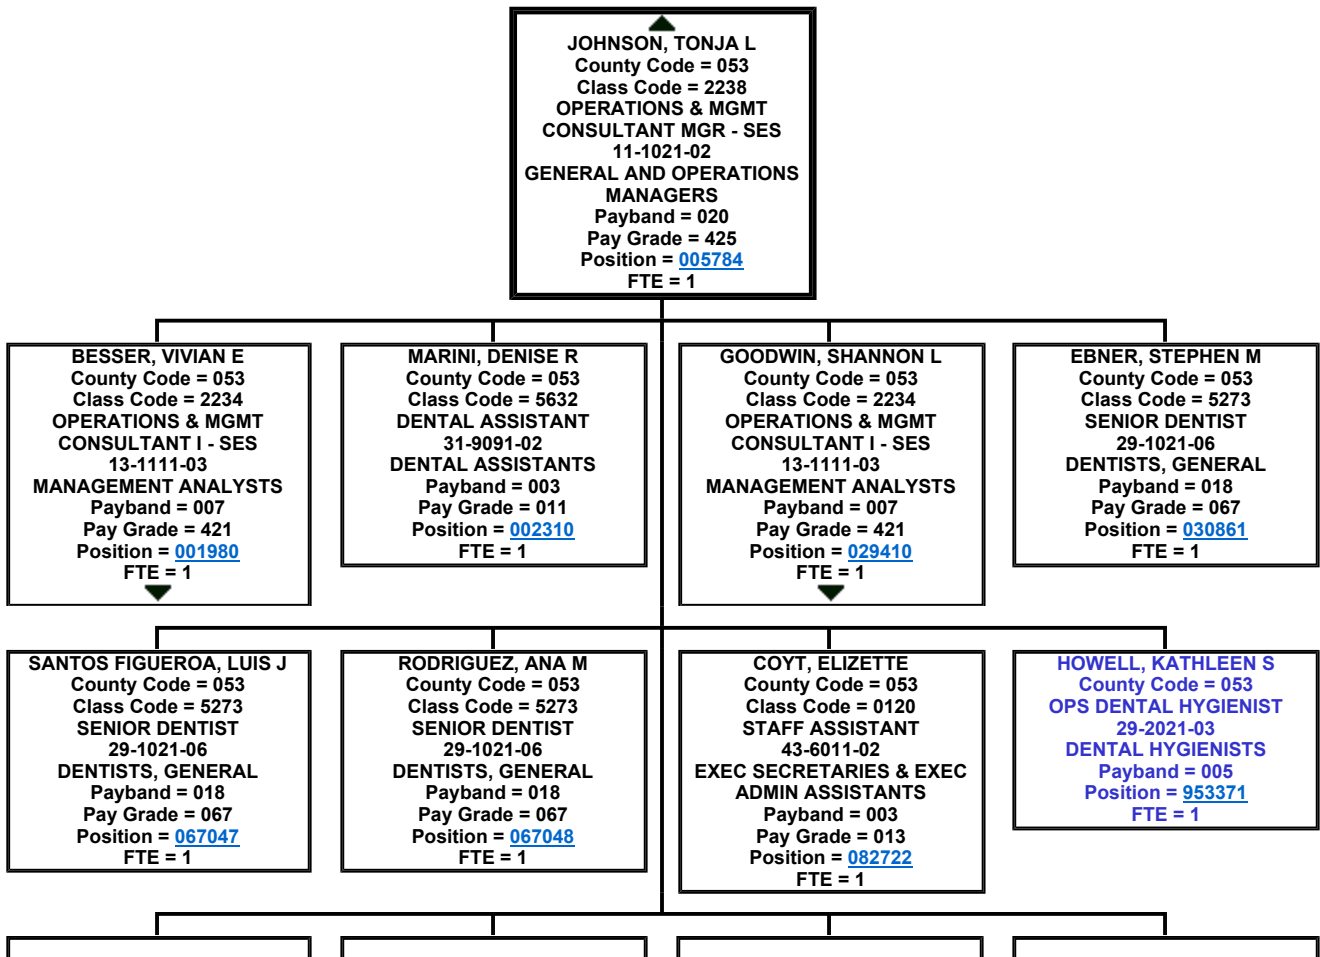 JOHNSON, TONJA L
County Code = 053
Class Code = 2238
OPERATIONS & MGMT
CONSULTANT MGR - SES
11-1021-02
GENERAL AND OPERATIONS
MANAGERS
Payband = 020
Pay Grade = 425
Position = 005784
FTE = 1
BESSER, VIVIAN E
County Code = 053
Class Code = 2234
OPERATIONS & MGMT
CONSULTANT I - SES
13-1111-03
MANAGEMENT ANALYSTS
Payband = 007
Pay Grade = 421
Position = 001980
FTE = 1
MARINI, DENISE R
County Code = 053
Class Code = 5632
DENTAL ASSISTANT
31-9091-02
DENTAL ASSISTANTS
Payband = 003
Pay Grade = 011
Position = 002310
FTE = 1
GOODWIN, SHANNON L
County Code = 053
Class Code = 2234
OPERATIONS & MGMT
CONSULTANT I - SES
13-1111-03
MANAGEMENT ANALYSTS
Payband = 007
Pay Grade = 421
Position = 029410
FTE = 1
EBNER, STEPHEN M
County Code = 053
Class Code = 5273
SENIOR DENTIST
29-1021-06
DENTISTS, GENERAL
Payband = 018
Pay Grade = 067
Position = 030861
FTE = 1
SANTOS FIGUEROA, LUIS J
County Code = 053
Class Code = 5273
SENIOR DENTIST
29-1021-06
DENTISTS, GENERAL
Payband = 018
Pay Grade = 067
Position = 067047
FTE = 1
RODRIGUEZ, ANA M
County Code = 053
Class Code = 5273
SENIOR DENTIST
29-1021-06
DENTISTS, GENERAL
Payband = 018
Pay Grade = 067
Position = 067048
FTE = 1
COYT, ELIZETTE
County Code = 053
Class Code = 0120
STAFF ASSISTANT
43-6011-02
EXEC SECRETARIES & EXEC
ADMIN ASSISTANTS
Payband = 003
Pay Grade = 013
Position = 082722
FTE = 1
HOWELL, KATHLEEN S
County Code = 053
OPS DENTAL HYGIENIST
29-2021-03
DENTAL HYGIENISTS
Payband = 005
Position = 953371
FTE = 1